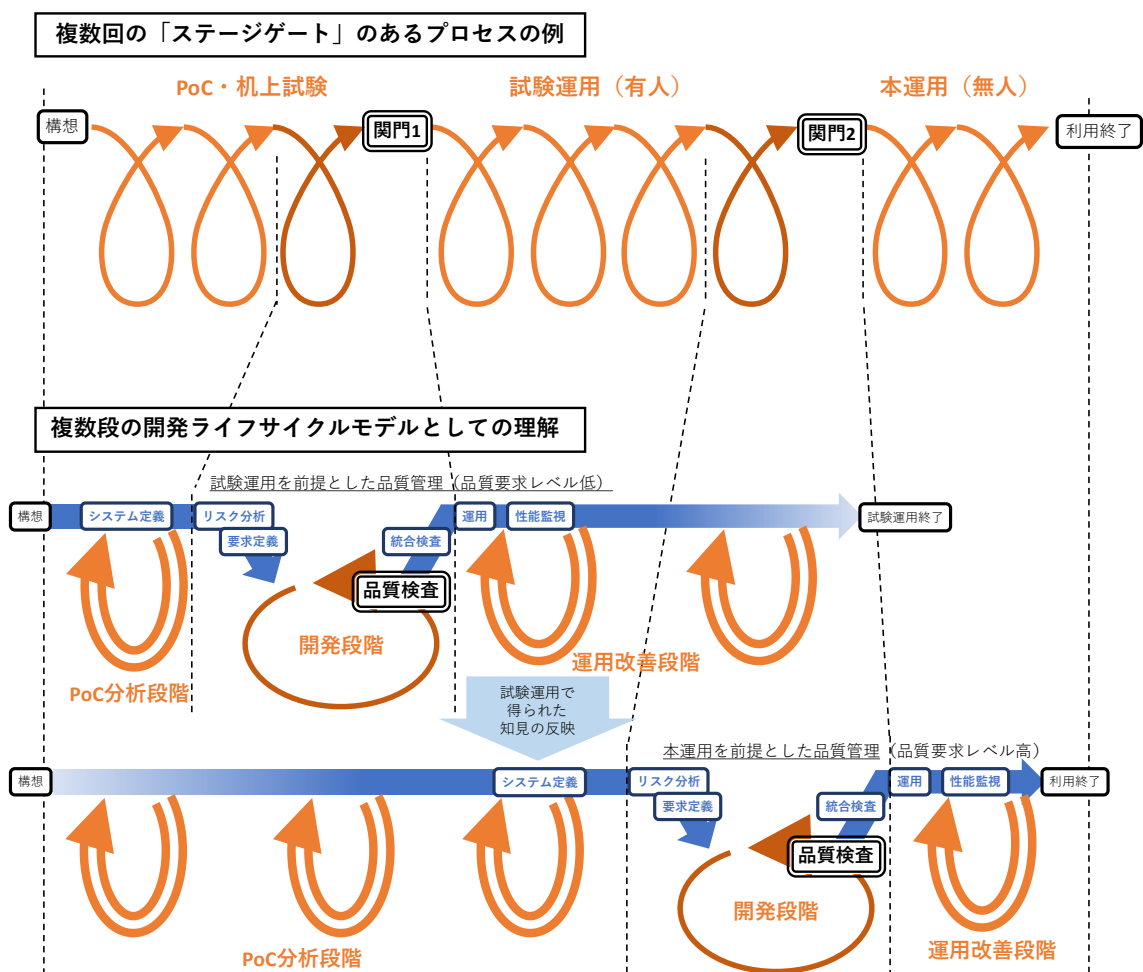 複数回の「ステージゲート」のあるプロセスの例
PoC・机上試験
試験運用（有人）
本運用（無人）
構想
関門1
関門2
利用終了
複数段の開発ライフサイクルモデルとしての理解
試験運用を前提とした品質管理（品質要求レベル低）
構想
システム定義
リスク分析
要求定義
統合検査
運用
性能監視
試験運用終了
品質検査
開発段階
PoC分析段階
運用改善段階
試験運用で
得られた
知見の反映
本運用を前提とした品質管理（品質要求レベル高）
構想
システム定義
リスク分析
要求定義
統合検査
運用
性能監視
利用終了
品質検査
開発段階
PoC分析段階
運用改善段階